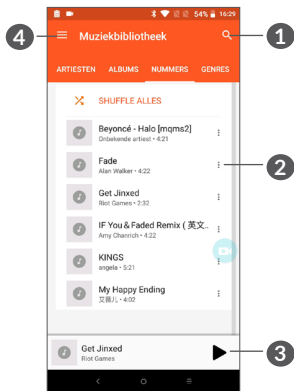 54% 16:29
4
Muziekbibliotheek
1
ARTIESTEN ALBUMS NUMMERS GENRES
SHUFFLE ALLES
Beyoncé - Halo [mqms2]
Onbekende artiest • 4:21
Fade
Alan Walker • 4:22
2
Get Jinxed
Riot Games • 2:32
IF You & Faded Remix ( 英文..
Amy Chanrich • 4:22
KINGS
angela • 5:21
My Happy Ending
艾薇儿 • 4:02
Get Jinxed
Riot Games
3